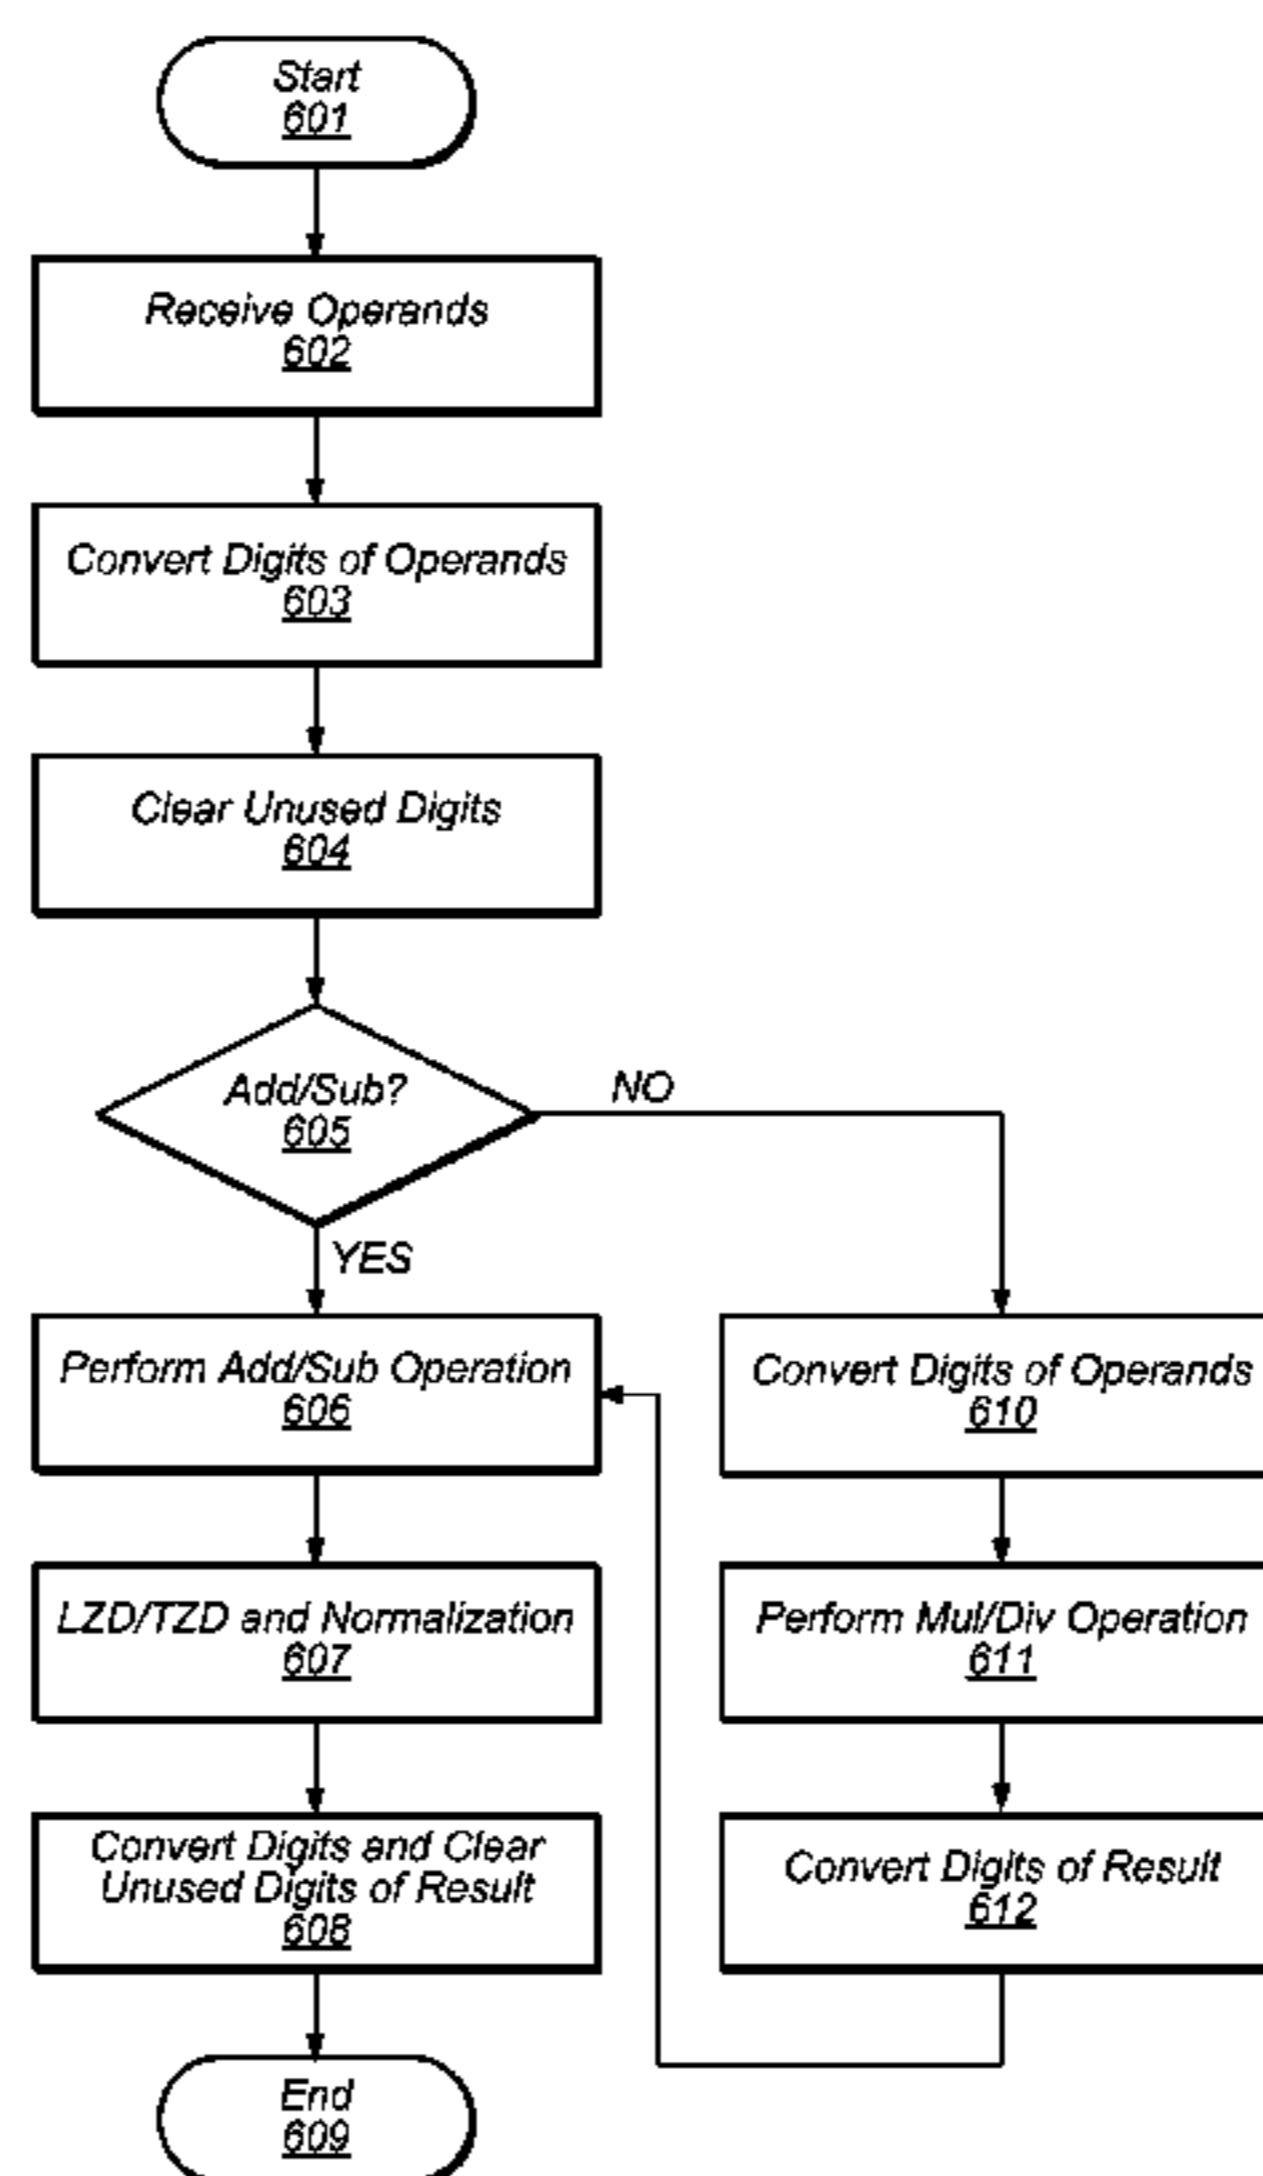 Start
601
Receive Operands
602
Convert Digits of Operands
603
Clear Unused Digits
604
Add/Sub?
605
NO
YES
Perform Add/Sub Operation
606
LZD/TZD and Normalization
607
Convert Digits and Clear
Unused Digits of Result
608
End
609
Convert Digits of Operands
610
Perform Mul/Div Operation
611
Convert Digits of Result
612